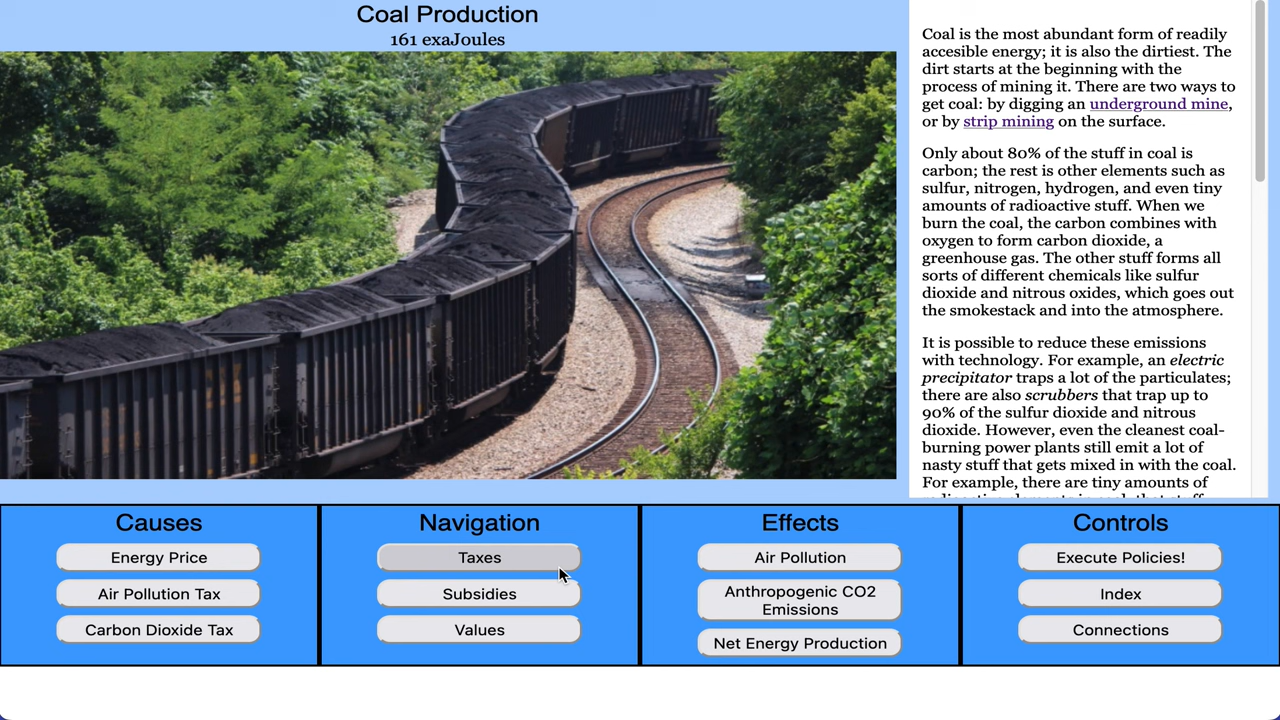 Coal Production
161 exaJoules
Coal is the most abundant form of readily
accesible energy; it is also the dirtiest. The
dirt starts at the beginning with the
process of mining it. There are two ways to
get coal: by digging an underground mine,
or by strip mining on the surface.
Only about 80% of the stuff in coal is
carbon; the rest is other elements such as
sulfur, nitrogen, hydrogen, and even tiny
amounts of radioactive stuff. When we
burn the coal, the carbon combines with
oxygen to form carbon dioxide, a
greenhouse gas. The other stuff forms all
sorts of different chemicals like sulfur
dioxide and nitrous oxides, which goes out
the smokestack and into the atmosphere.
It is possible to reduce these emissions
with technology. For example, an electric
precipitator traps a lot of the particulates;
there are also scrubbers that trap up to
90% of the sulfur dioxide and nitrous
dioxide. However, even the cleanest coal-
burning power plants still emit a lot of
nasty stuff that gets mixed in with the coal.
For example, there are tiny amounts of
Causes
Energy Price
Air Pollution Tax
Carbon Dioxide Tax
Navigation
Taxes
Subsidies
Values
Effects
Air Pollution
Anthropogenic CO2
Emissions
Net Energy Production
Controls
Execute Policies!
Index
Connections